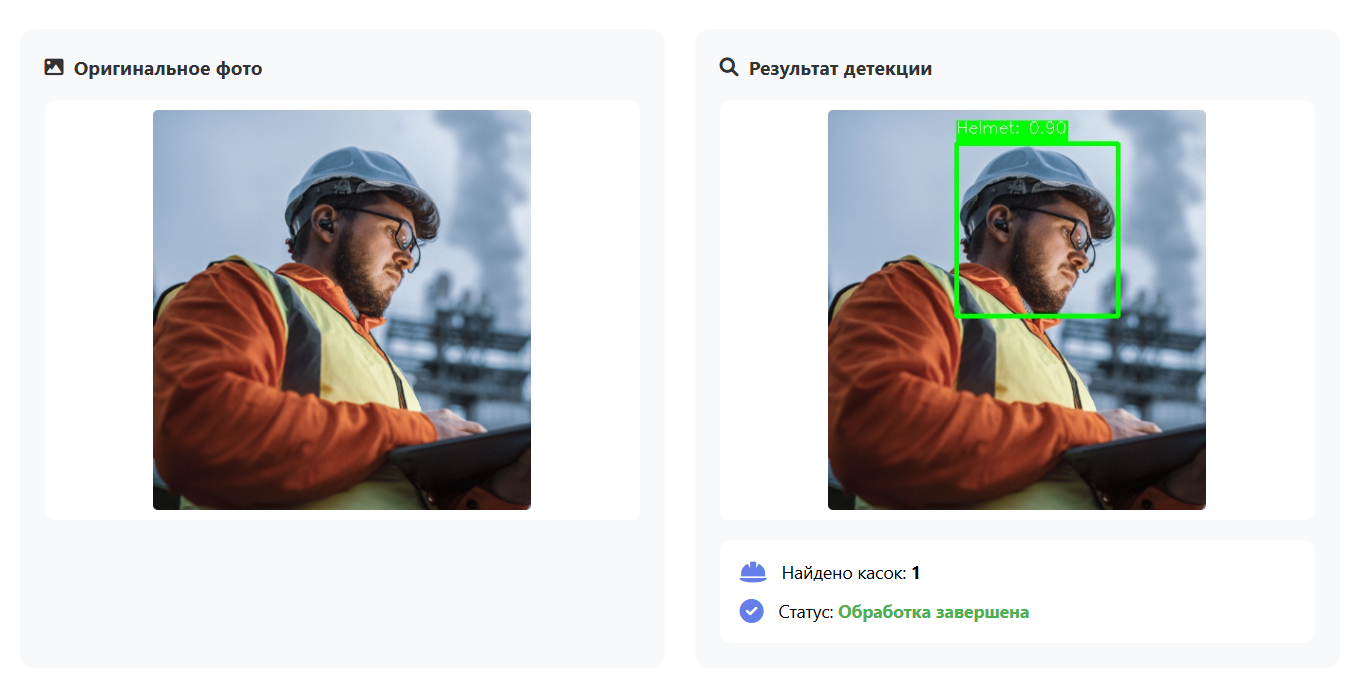 Оригинальное фото
Результат детекции
Helmet: 0.90
Найдено касок: 1
Статус: Обработка завершена